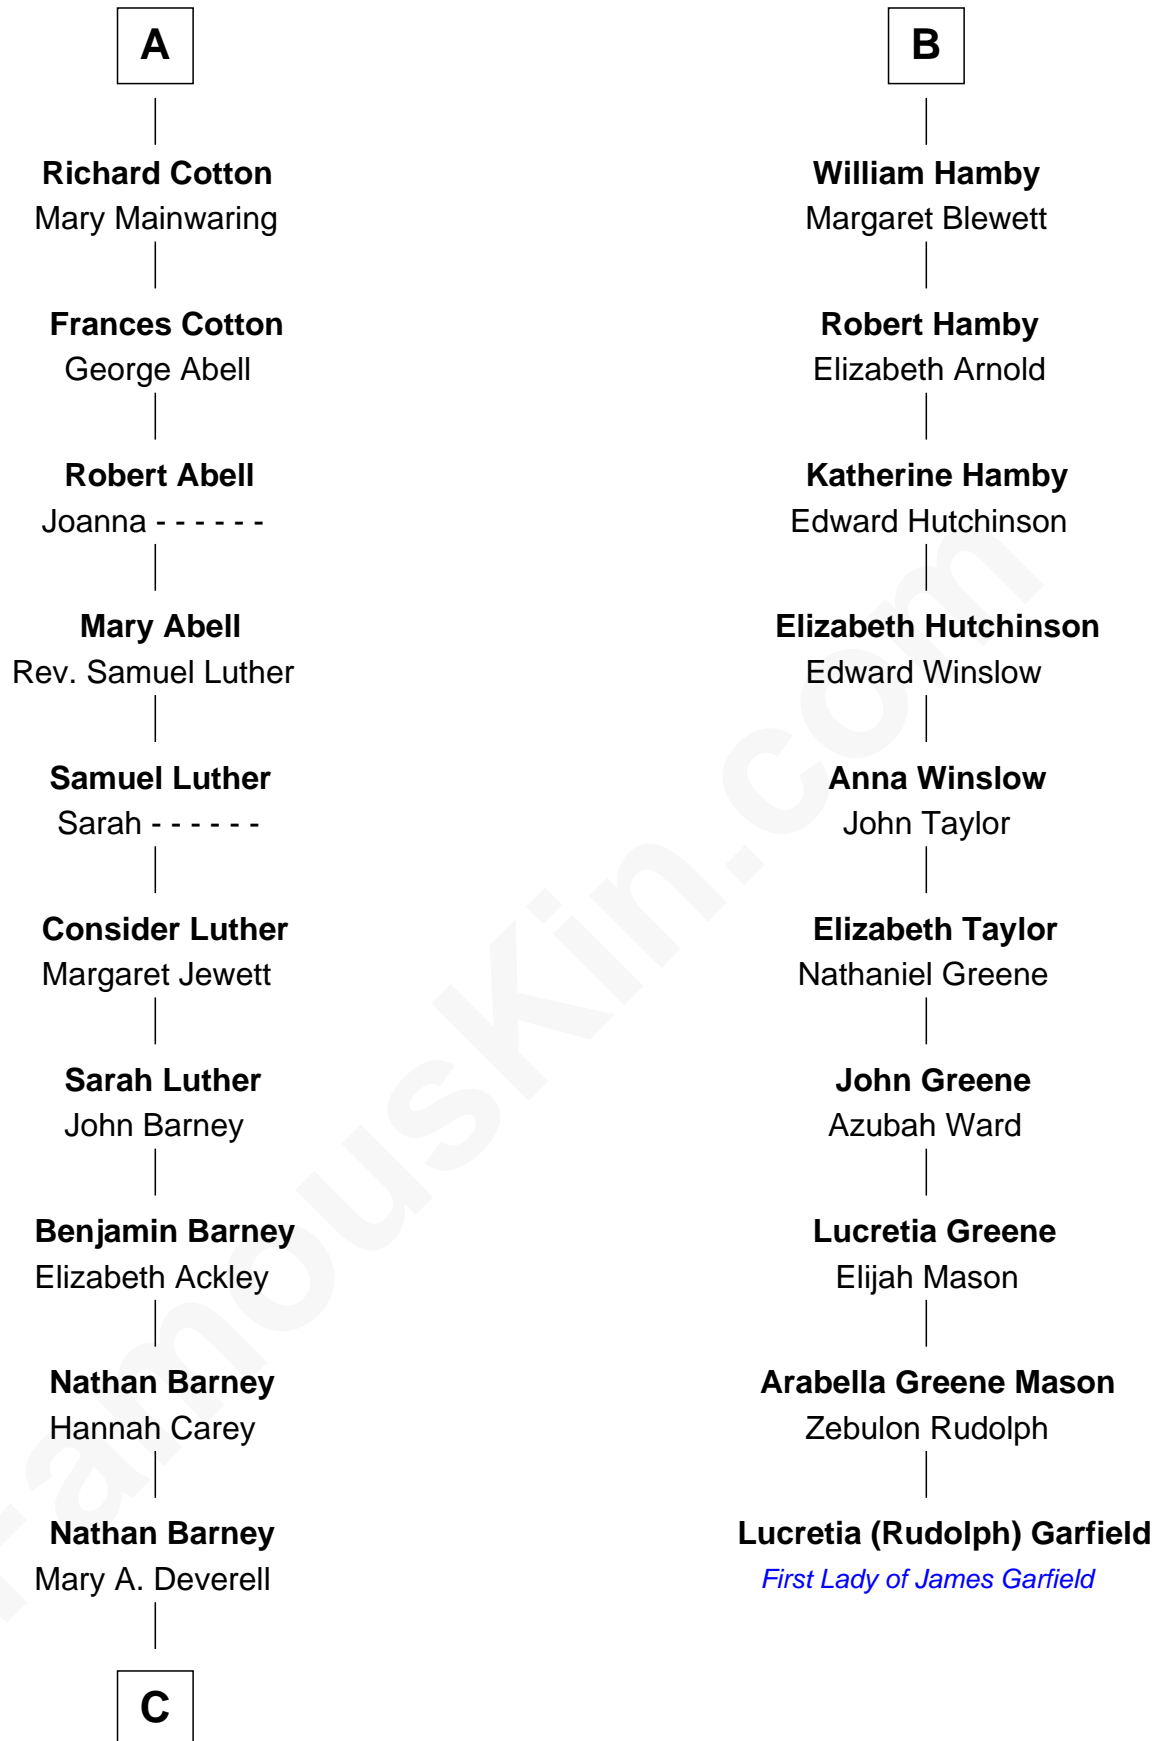 A
Richard Cotton
Mary Mainwaring
Frances Cotton
George Abell
Robert Abell
Joanna - - - - - -
Mary Abell
Rev. Samuel Luther
Samuel Luther
Sarah - - - - - -
Consider Luther
Margaret Jewett
Sarah Luther
John Barney
Benjamin Barney
Elizabeth Ackley
Nathan Barney
Hannah Carey
Nathan Barney
Mary A. Deverell
C
B
William Hamby
Margaret Blewett
Robert Hamby
Elizabeth Arnold
Katherine Hamby
Edward Hutchinson
Elizabeth Hutchinson
Edward Winslow
Anna Winslow
John Taylor
Elizabeth Taylor
Nathaniel Greene
John Greene
Azubah Ward
Lucretia Greene
Elijah Mason
Arabella Greene Mason
Zebulon Rudolph
Lucretia (Rudolph) Garfield
First Lady of James Garfield
FamousKin.com